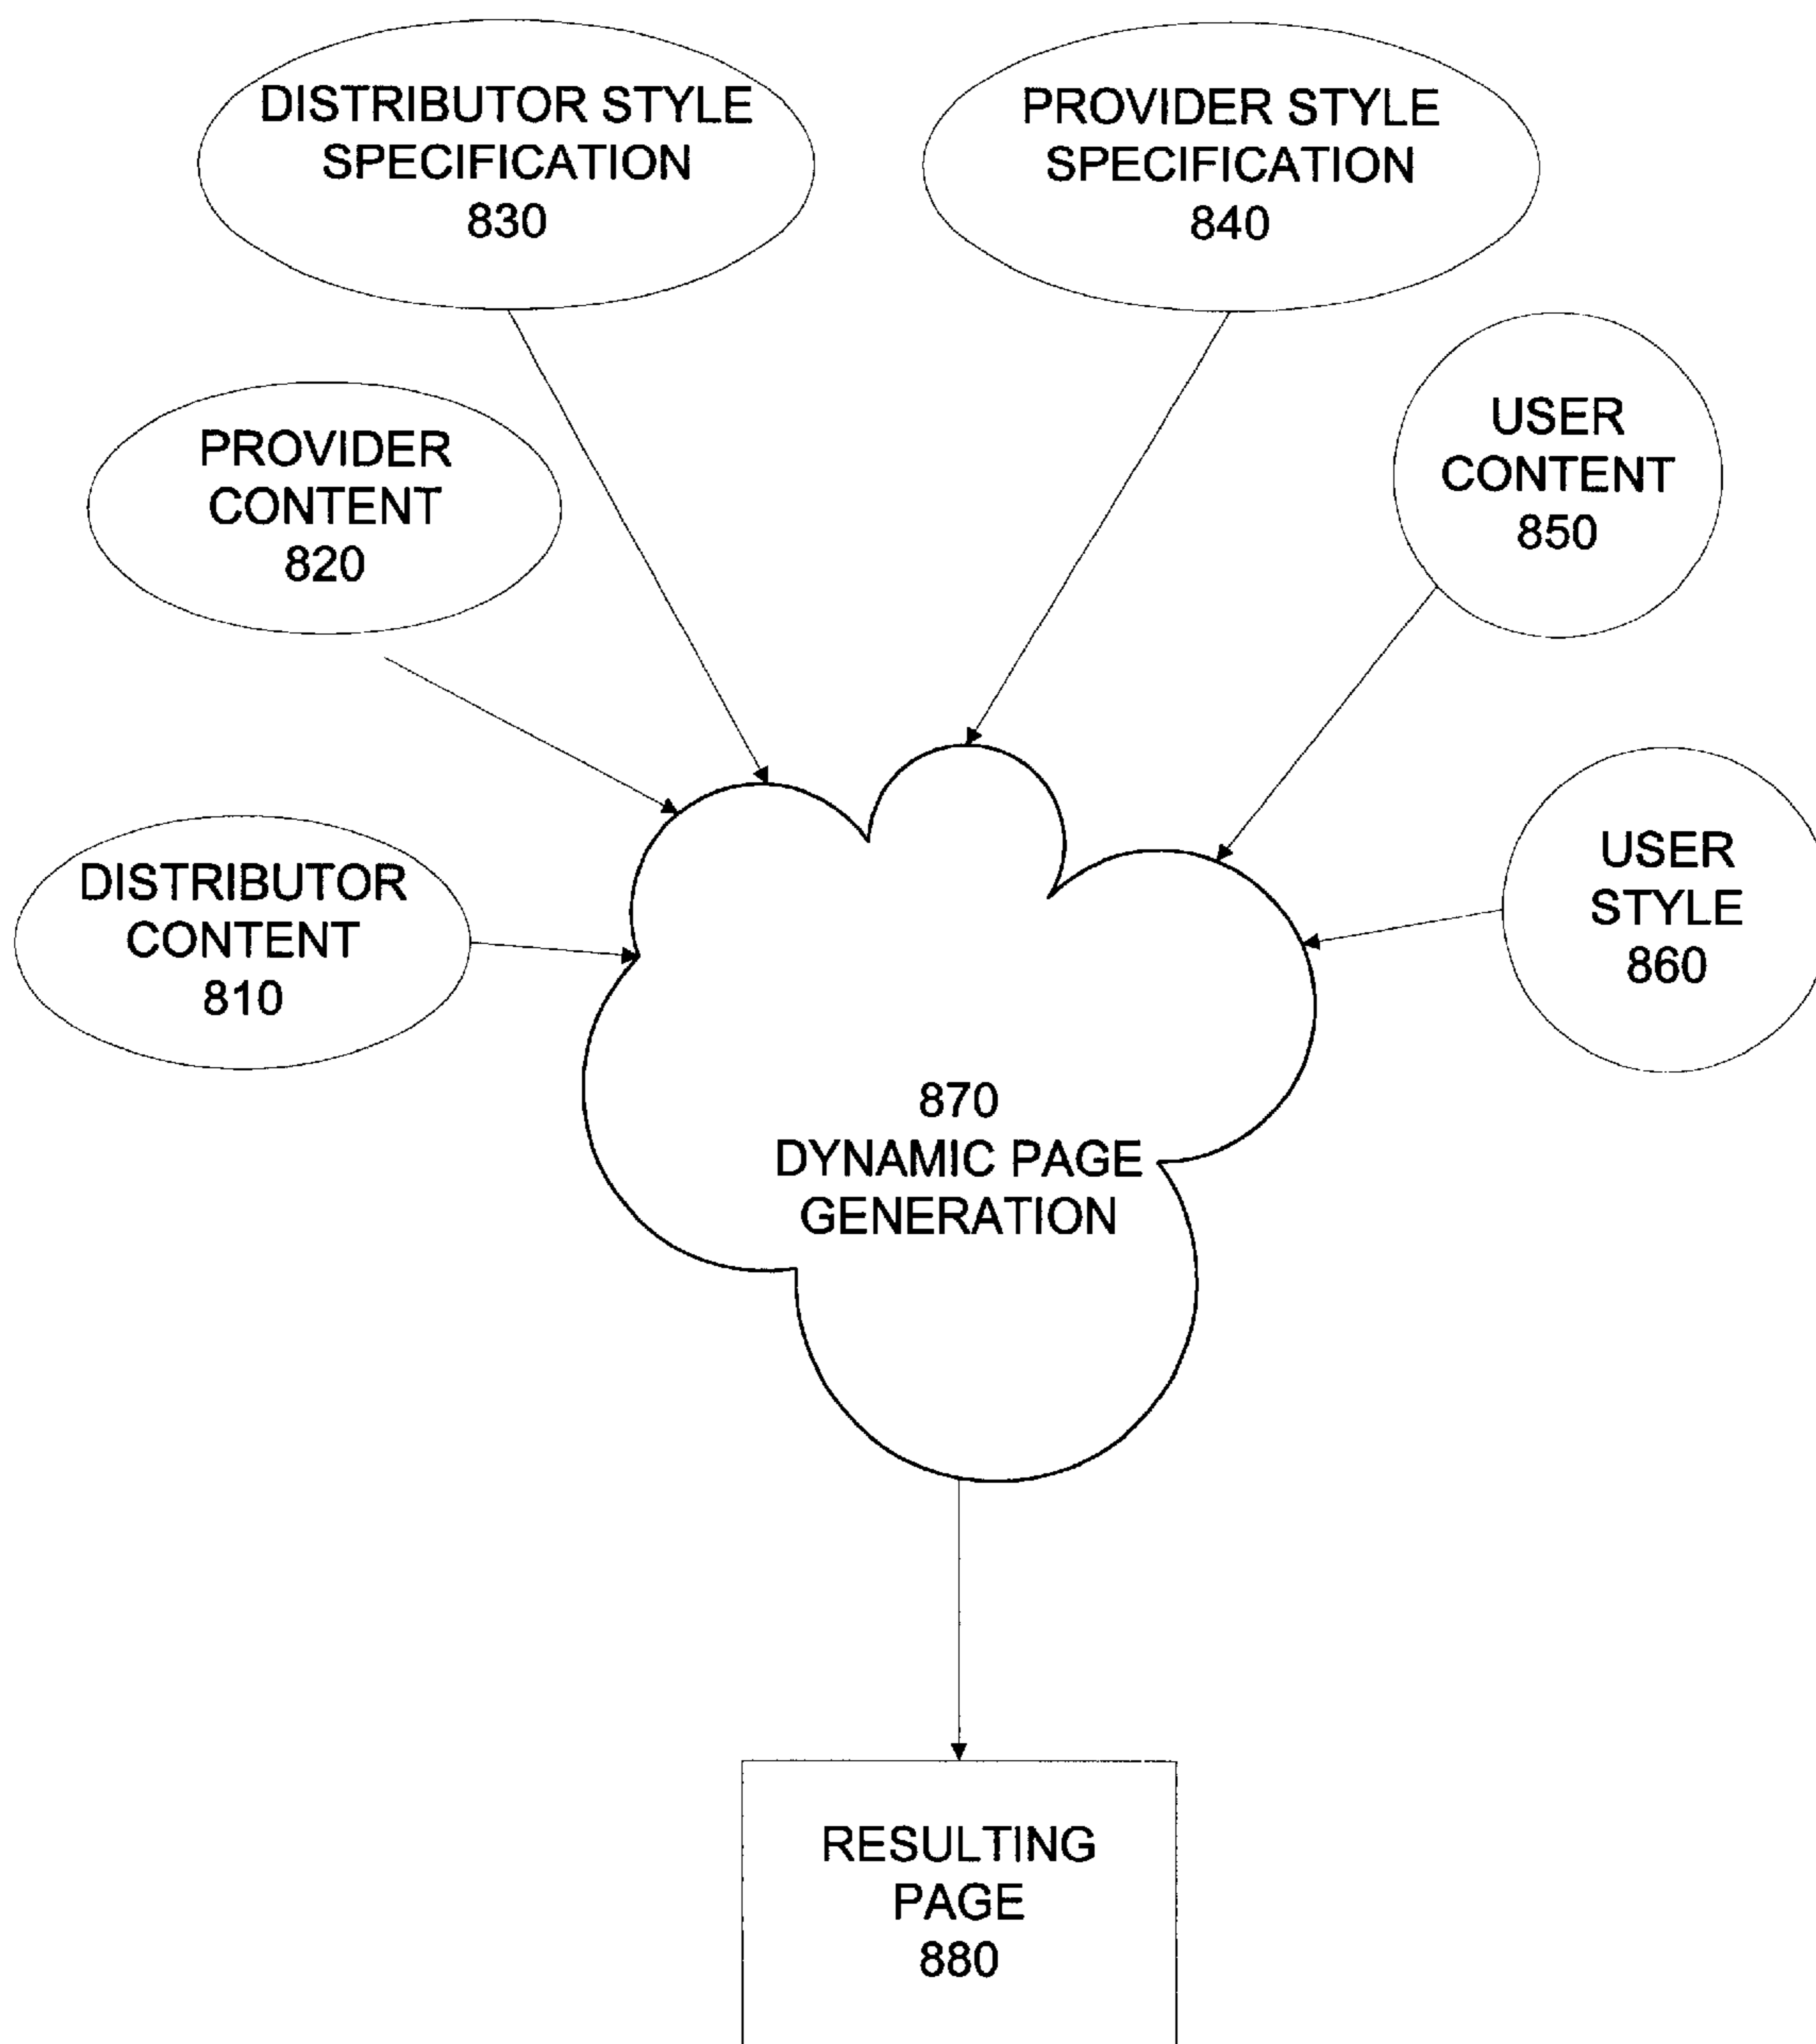 DISTRIBUTOR STYLE
SPECIFICATION
830
PROVIDER STYLE
SPECIFICATION
840
PROVIDER
CONTENT
820
USER
CONTENT
850
DISTRIBUTOR
CONTENT
810
USER
STYLE
860
870
DYNAMIC PAGE
GENERATION
RESULTING
PAGE
880